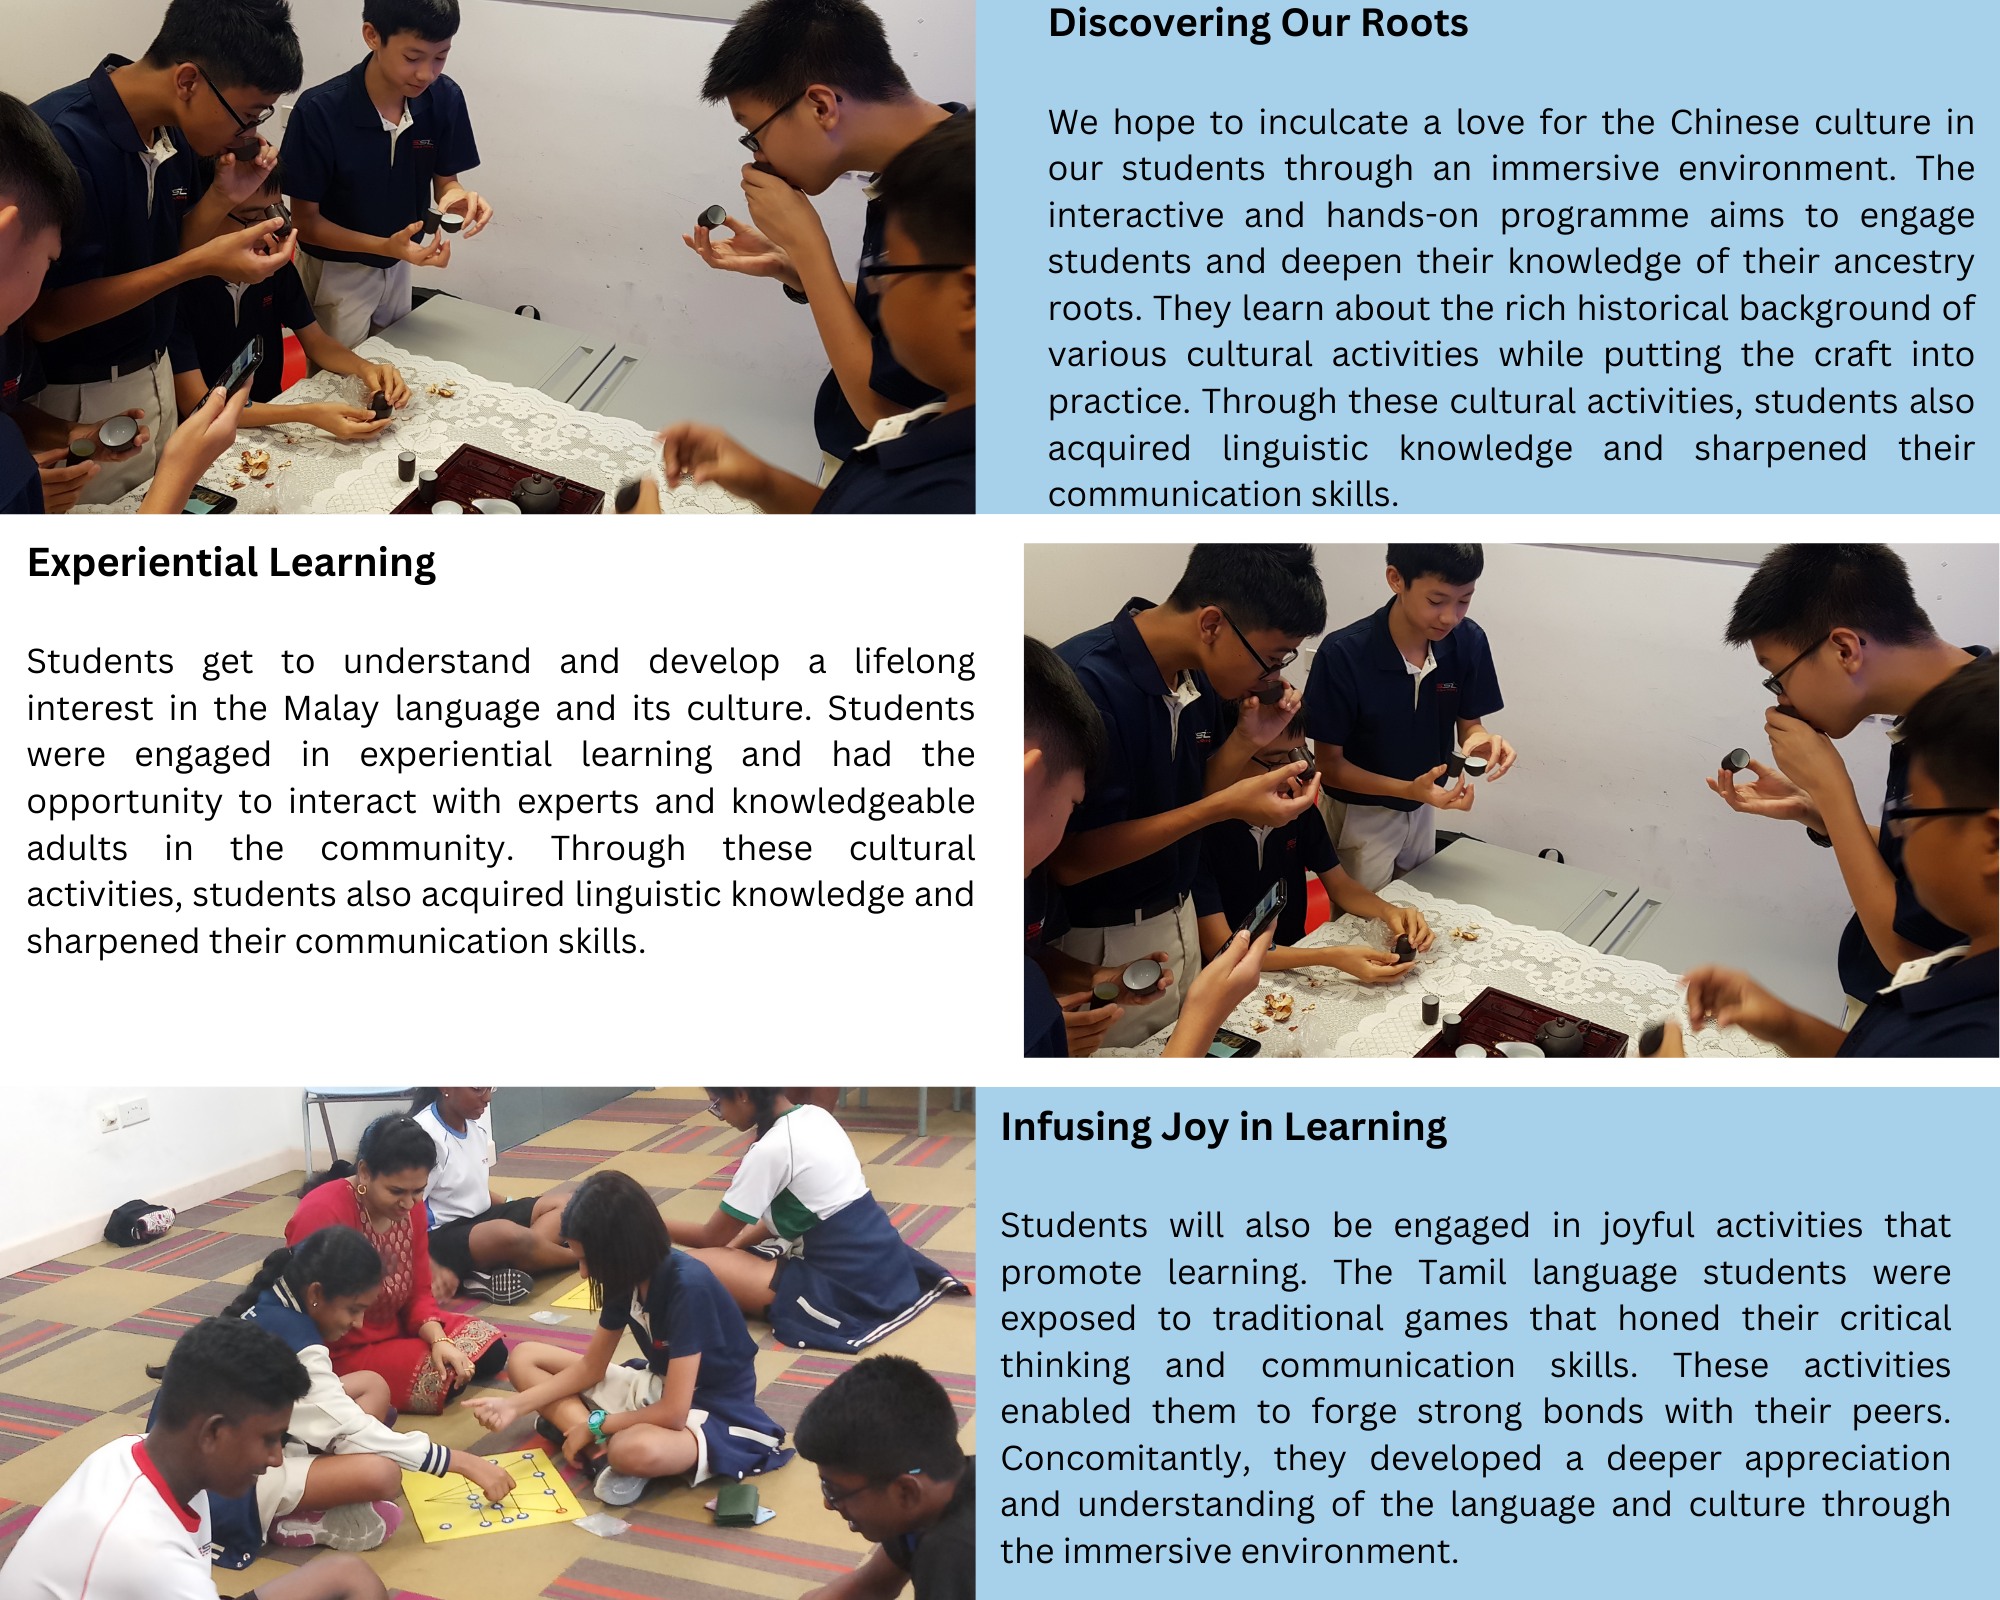 Discovering Our Roots
We hope to inculcate a love for the Chinese culture in
our students through an immersive environment. The
interactive and hands-on programme aims to engage
students and deepen their knowledge of their ancestry
roots. They learn about the rich historical background of
various cultural activities while putting the craft into
practice. Through these cultural activities, students also
acquired linguistic knowledge and sharpened their
communication skills.
Experiential Learning
Students get to understand and develop a lifelong
interest in the Malay language and its culture. Students
were engaged in experiential learning and had the
opportunity to interact with experts and knowledgeable
adults in the community. Through these cultural
activities, students also acquired linguistic knowledge and
sharpened their communication skills.
Infusing Joy in Learning
Students will also be engaged in joyful activities that
promote learning. The Tamil language students were
exposed to traditional games that honed their critical
thinking and communication skills. These activities
enabled them to forge strong bonds with their peers.
Concomitantly, they developed a deeper appreciation
and understanding of the language and culture through
the immersive environment.